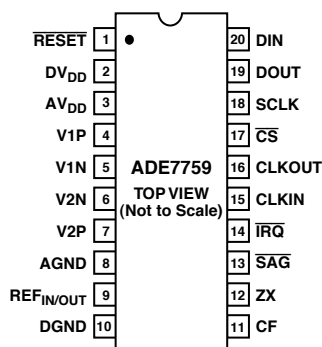 RESET 1 20 DIN
DVDD 2 19 DOUT
AVDD 3 18 SCLK
V1P 4 17 CS
V1N 5 ADE7759 16 CLKOUT
V2N 6 TOP VIEW (Not to Scale) 15 CLKIN
V2P 7 14 IRQ
AGND 8 13 SAG
REFIN/OUT 9 12 ZX
DGND 10 11 CF